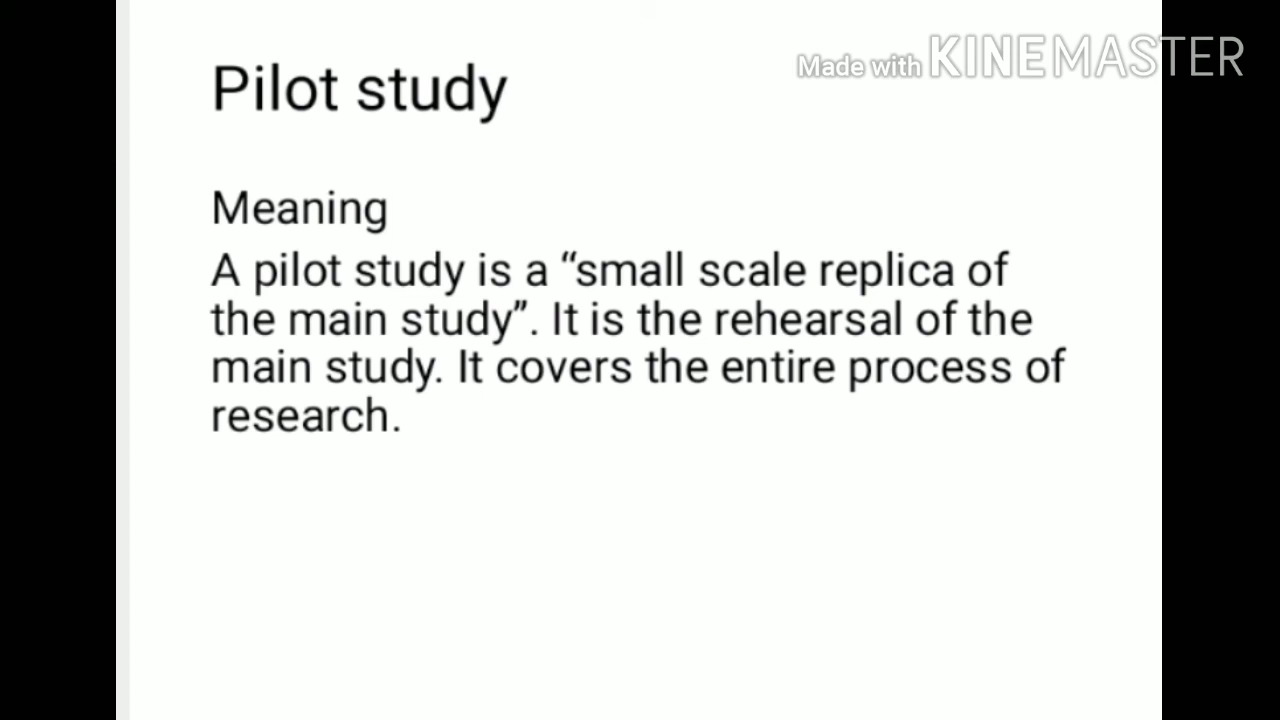 Made with KINEMASTER
Pilot study
Meaning
A pilot study is a “small scale replica of
the main study”. It is the rehearsal of the
main study. It covers the entire process of
research.